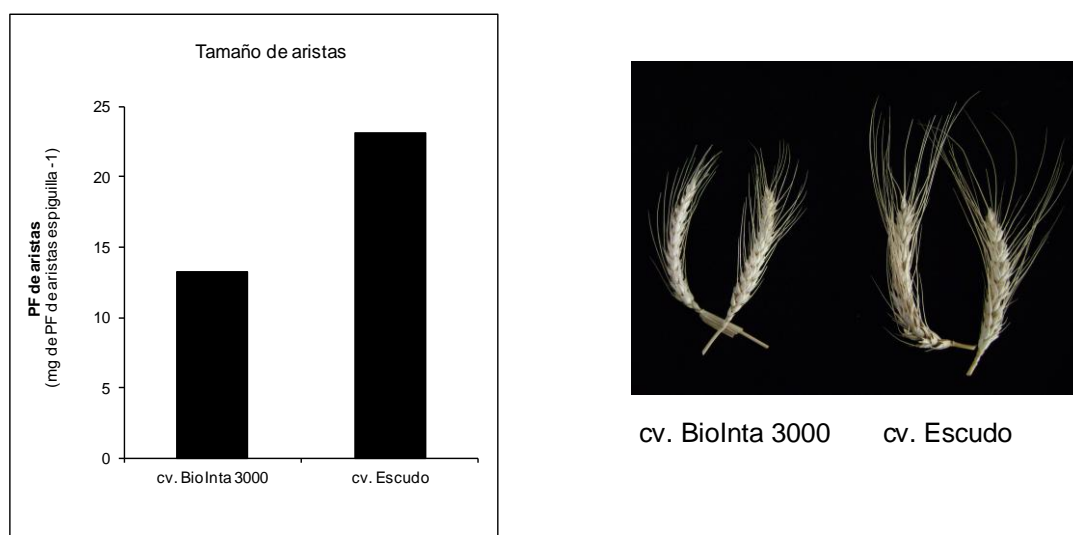 Tamaño de aristas
PF de aristas
(mg de PF de aristas espiguilla -1)
25
20
15
10
5
0
cv. BioInta 3000
cv. Escudo
cv. BioInta 3000
cv. Escudo